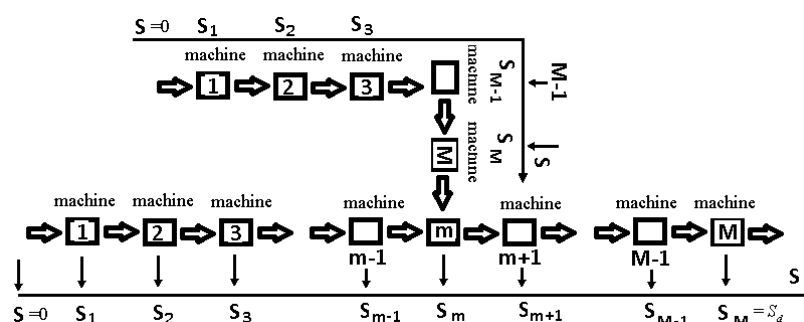 S=0 S1 S2 S3
machine machine machine
1 2 3
machine
S M-1
M-1
M
machine
S M
S
machine machine machine machine machine machine machine machine
1 2 3 m M
m-1 m+1 M-1
S
S=0 S1 S2 S3 Sm-1 Sm Sm+1 SM-1 SM = Sd